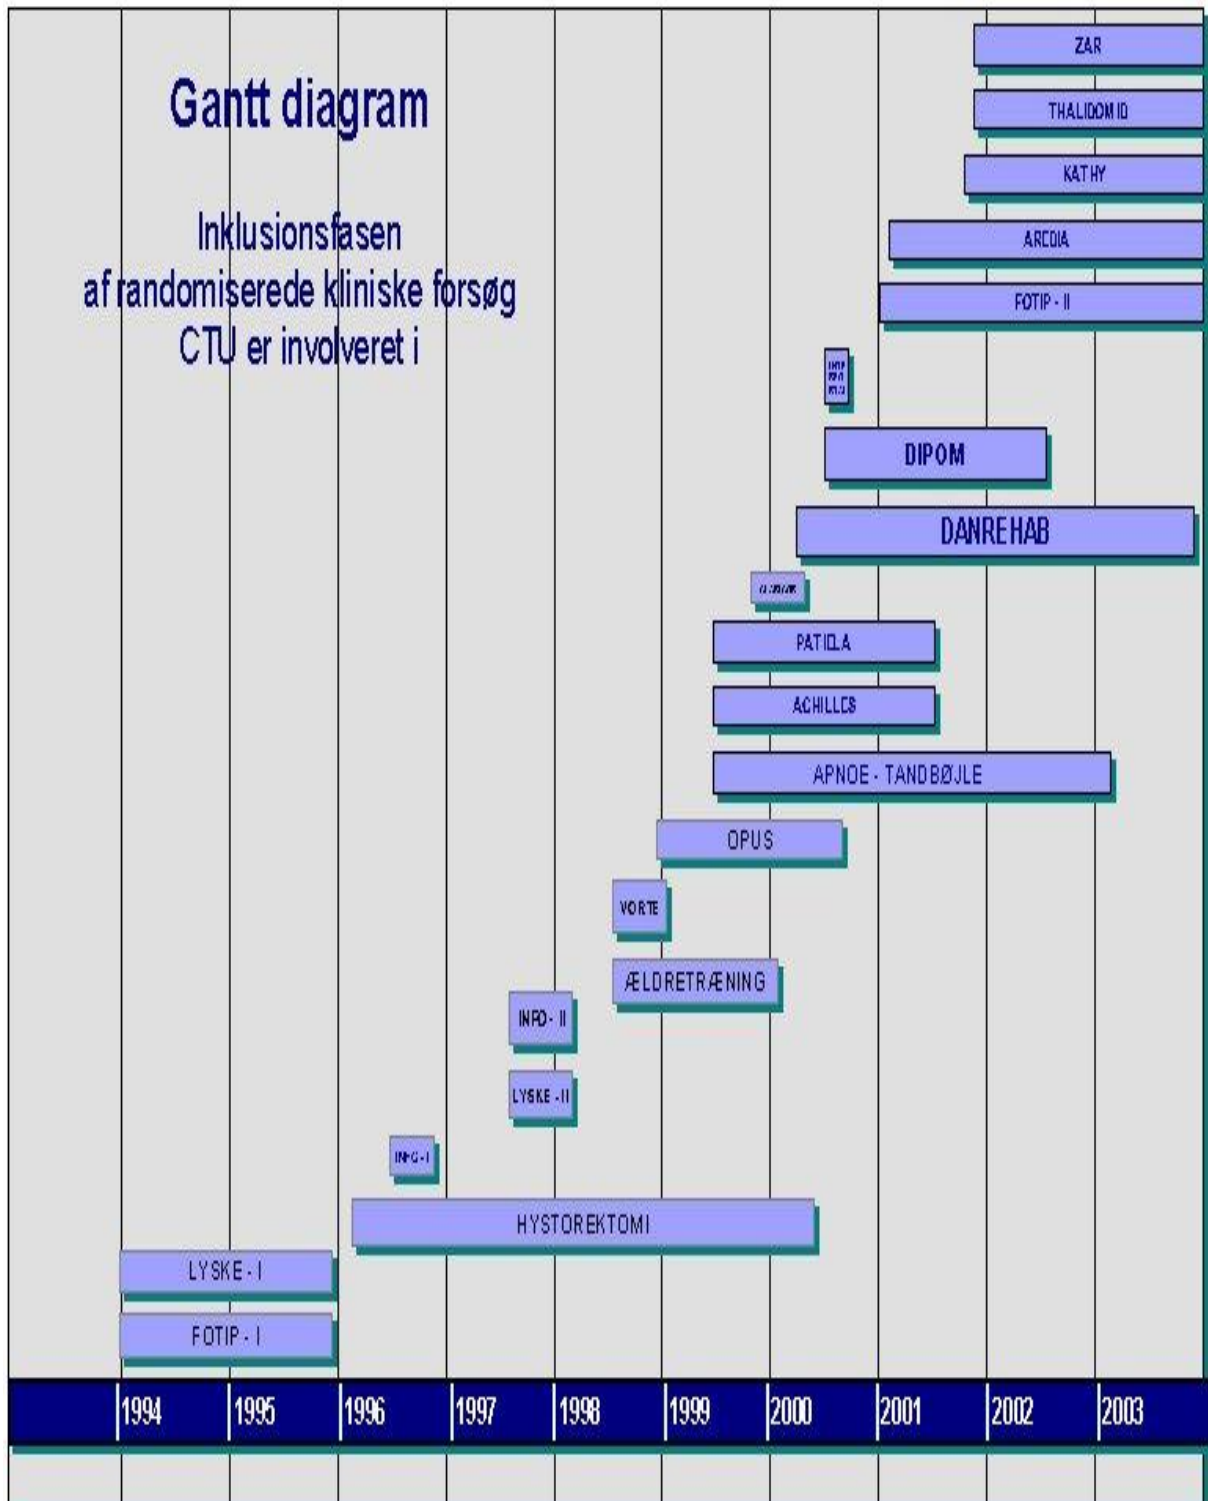 Gantt diagram
Inklusionsfasen
af randomiserede kliniske forsøg
CTU er involveret i
ZAR
THALIDOMID
KATHY
AREDIA
FOTIP - II
DIPOM
DANREHAB
PATELA
ACHILLES
APNOE - TANDBØJLE
OPUS
VORTE
ÆLDRETRÆNING
INFO - II
LYSKE - II
INFO - I
HYSTOREKTOMI
LYSKE - I
FOTIP - I
1994 1995 1996 1997 1998 1999 2000 2001 2002 2003